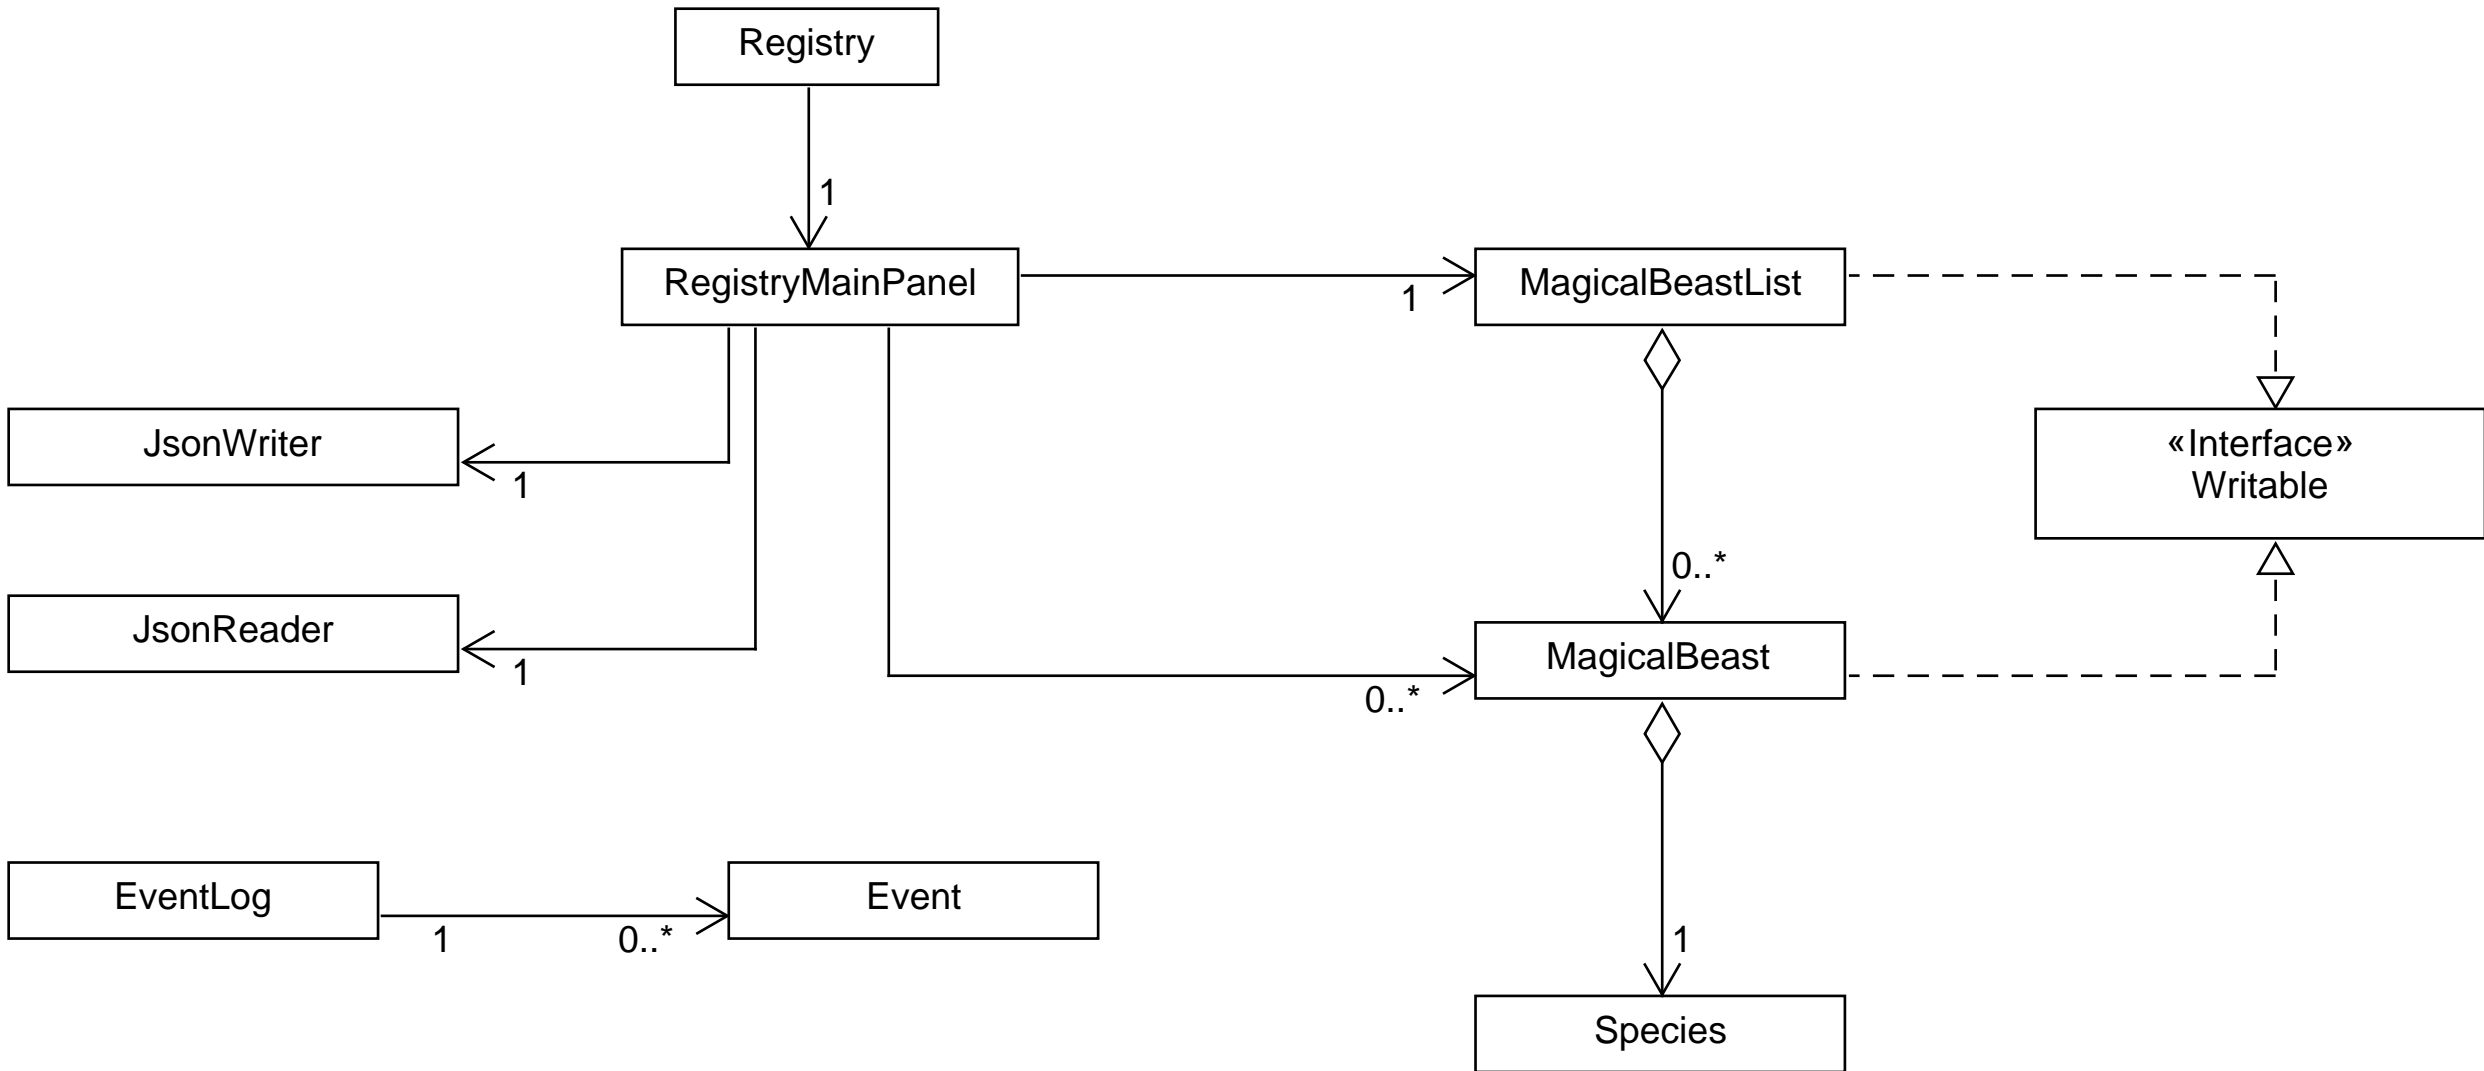 Registry
1
RegistryMainPanel
1
MagicalBeastList
JsonWriter
1
«Interface»
Writable
0..*
JsonReader
1
MagicalBeast
0..*
EventLog
1
0..*
Event
1
Species